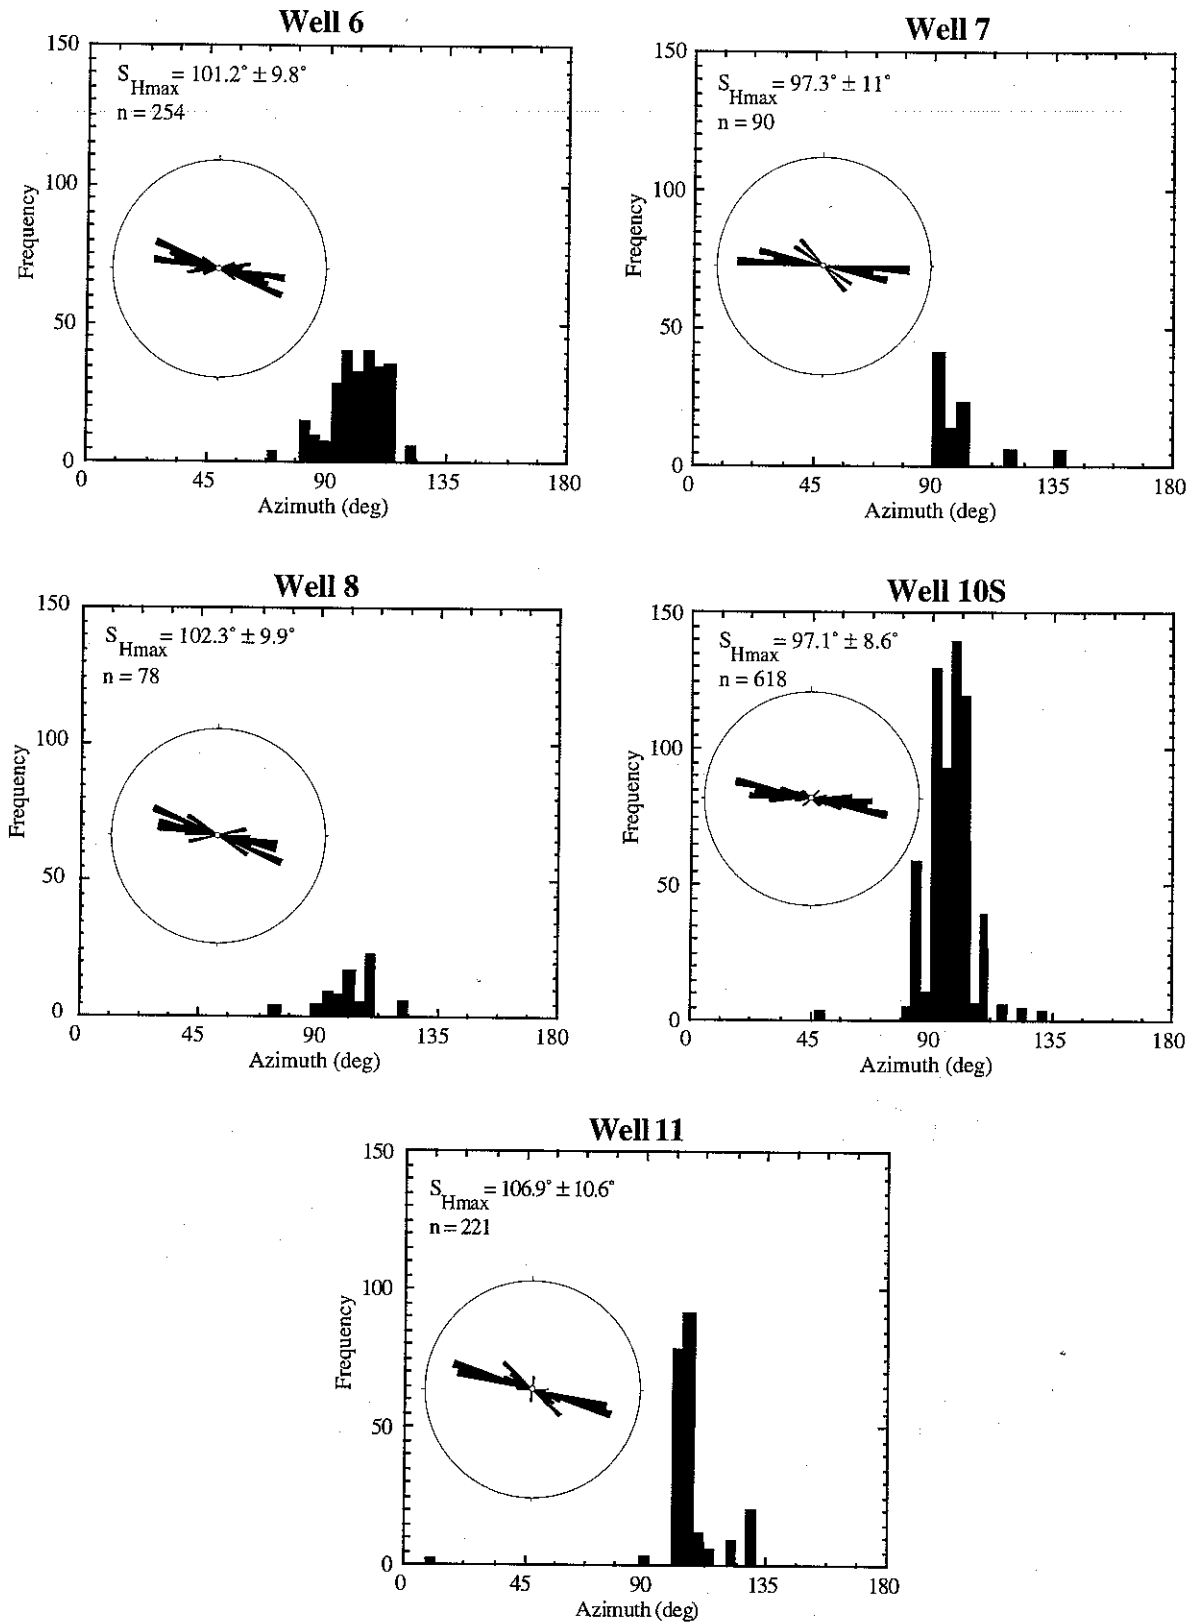 Well 6
150
S_Hmax = 101.2° ± 9.8°
n = 254
100
Frequency
50
0
0 45 90 135 180
Azimuth (deg)
Well 7
150
S_Hmax = 97.3° ± 11°
n = 90
100
Freqency
50
0
0 45 90 135 180
Azimuth (deg)
Well 8
150
S_Hmax = 102.3° ± 9.9°
n = 78
100
Frequency
50
0
0 45 90 135 180
Azimuth (deg)
Well 10S
150
S_Hmax = 97.1° ± 8.6°
n = 618
100
Frequency
50
0
0 45 90 135 180
Azimuth (deg)
Well 11
150
S_Hmax = 106.9° ± 10.6°
n = 221
100
Frequency
50
0
0 45 90 135 180
Azimuth (deg)